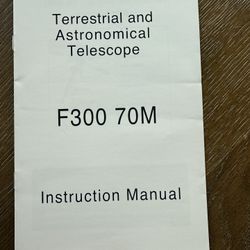 Terrestrial and
Astronomical
Telescope
F300 70M
Instruction Manual